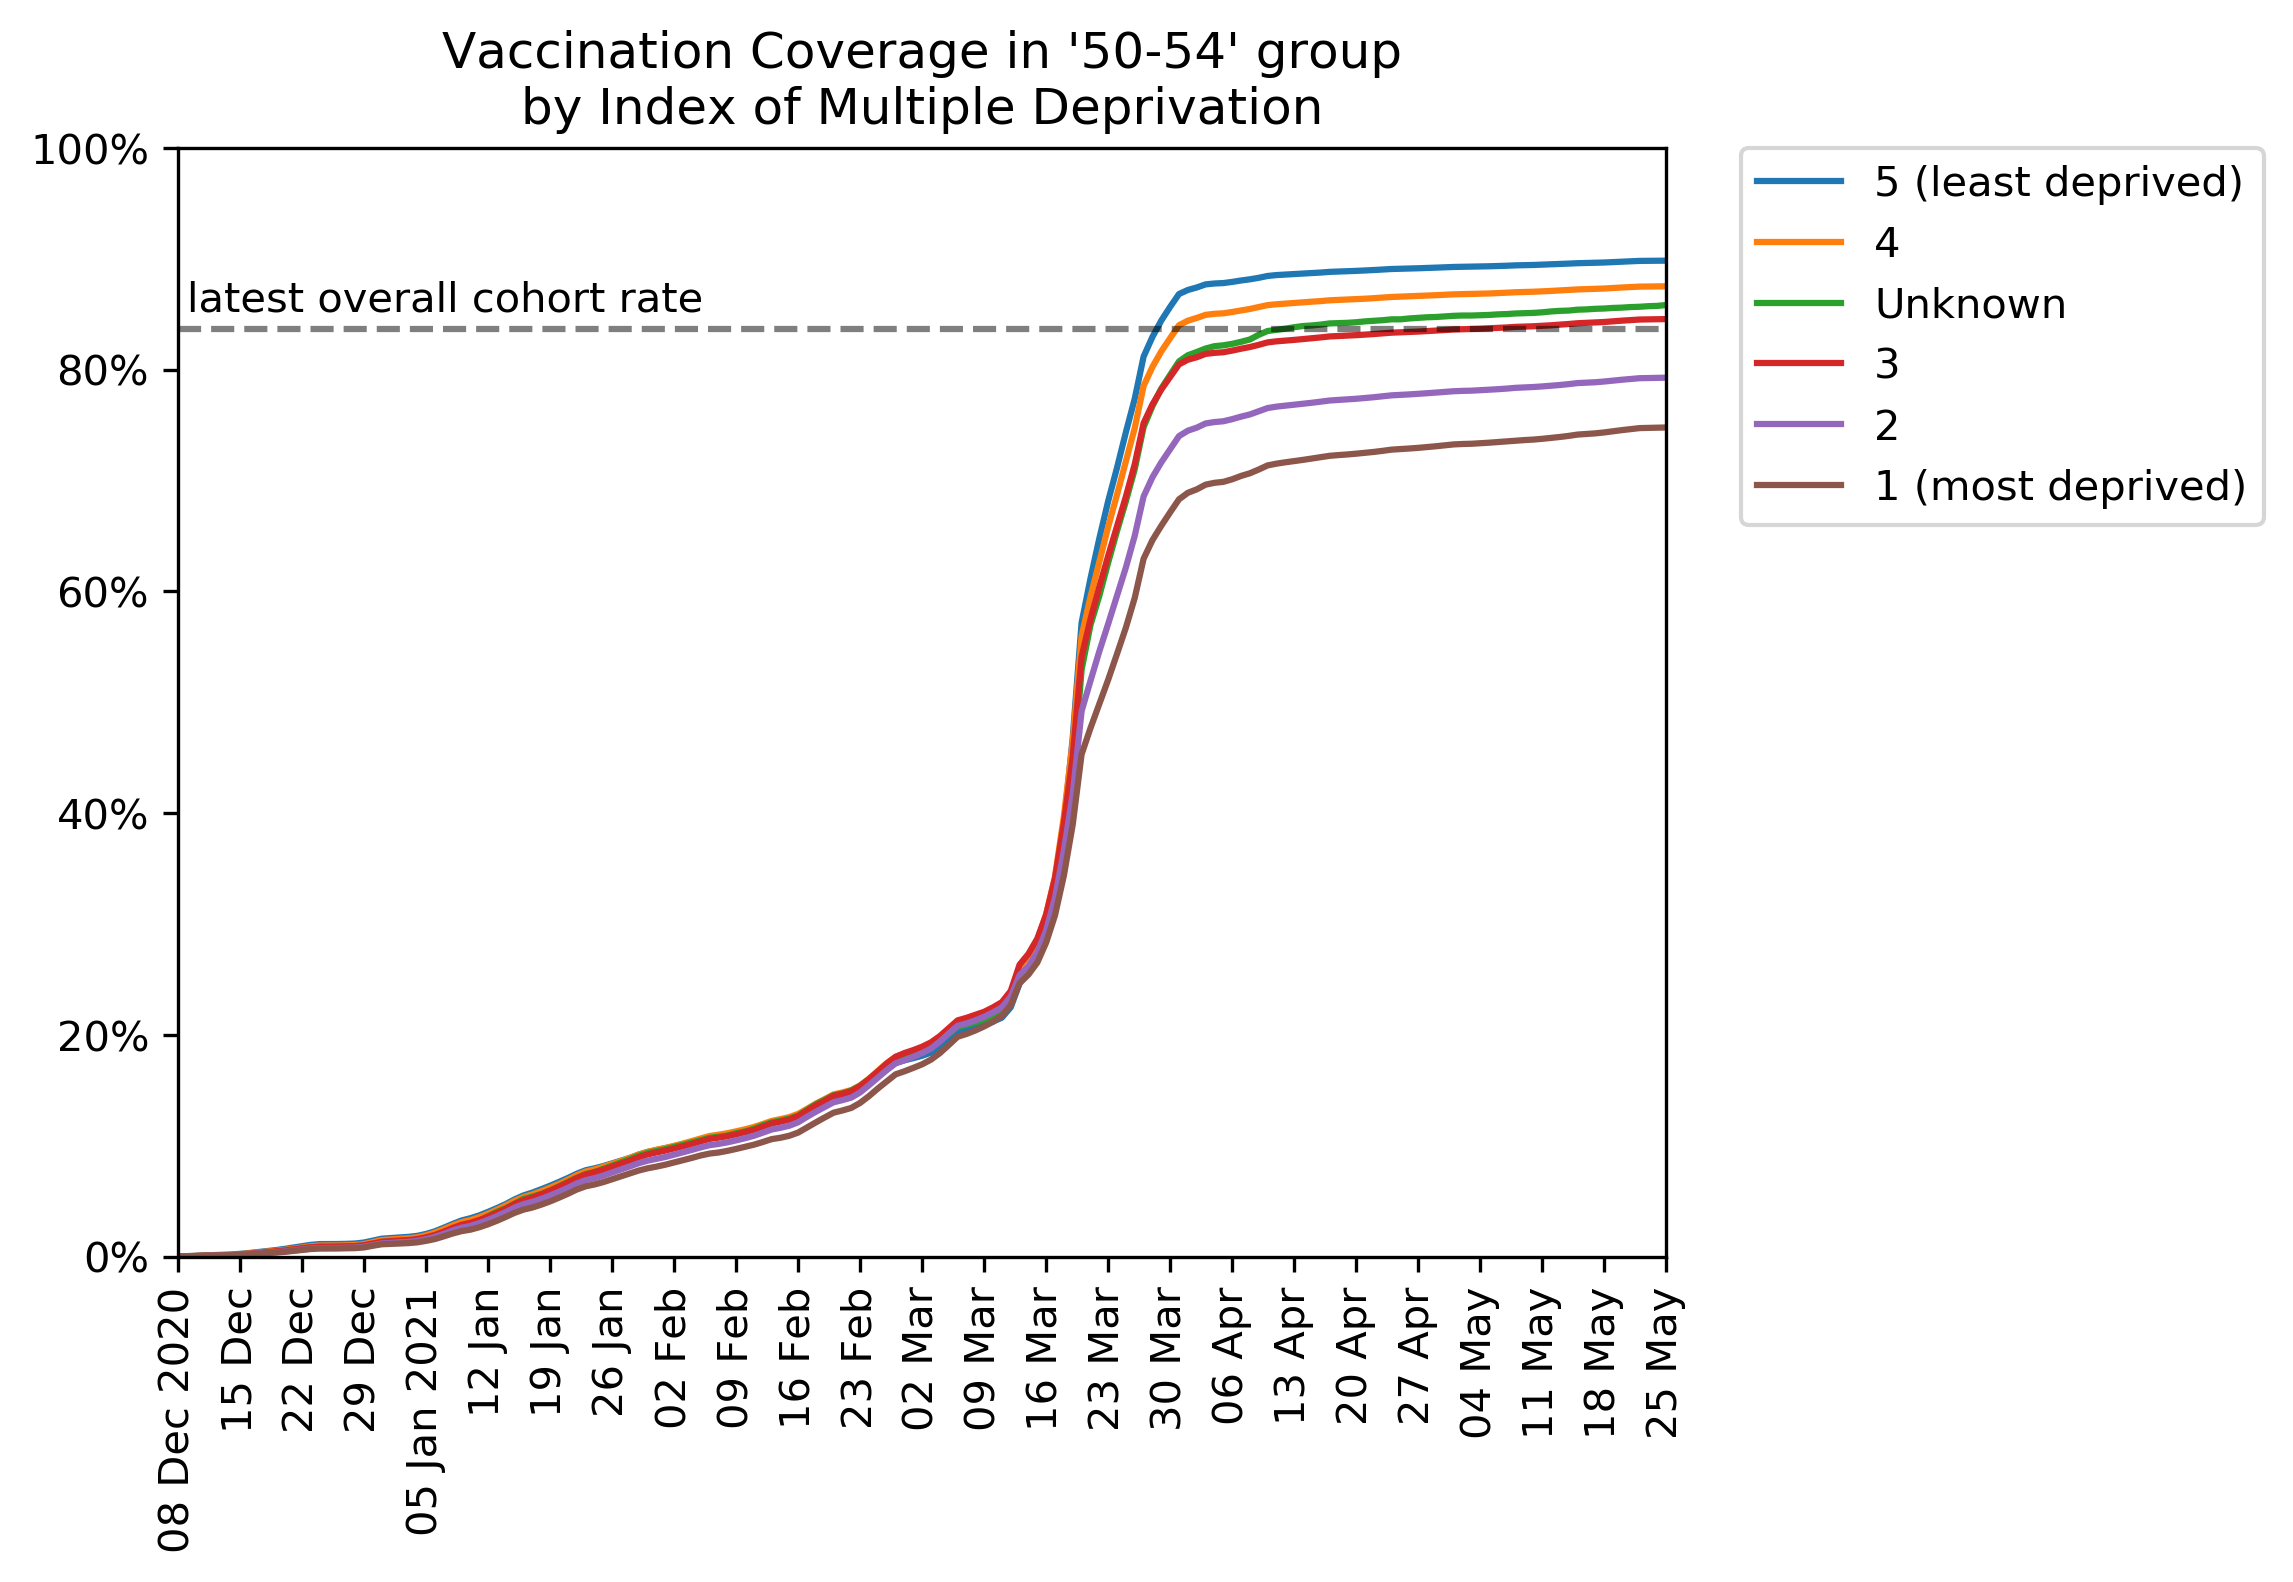 Vaccination Coverage in '50-54' group
by Index of Multiple Deprivation
100%
80%
60%
40%
20%
0%
latest overall cohort rate
5 (least deprived)
4
Unknown
3
2
1 (most deprived)
08 Dec 2020
15 Dec
22 Dec
29 Dec
05 Jan 2021
12 Jan
19 Jan
26 Jan
02 Feb
09 Feb
16 Feb
23 Feb
02 Mar
09 Mar
16 Mar
23 Mar
30 Mar
06 Apr
13 Apr
20 Apr
27 Apr
04 May
11 May
18 May
25 May